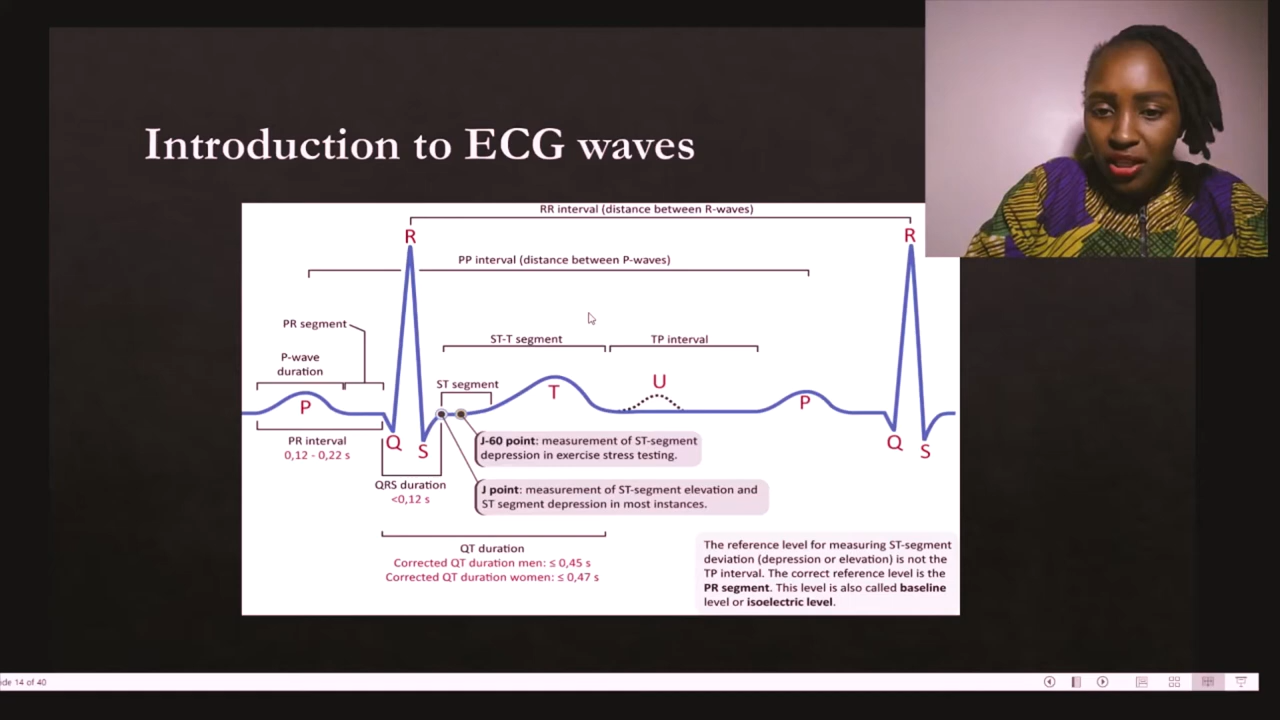 Introduction to ECG waves
RR interval (distance between R-waves)
R
R
PP interval (distance between P-waves)
PR segment
ST-T segment
TP interval
P-wave
duration
ST segment
U
T
P
P
Q
S
Q
S
PR interval
0,12 - 0,22 s
J-60 point: measurement of ST-segment
depression in exercise stress testing.
QRS duration
<0,12 s
J point: measurement of ST-segment elevation and
ST segment depression in most instances.
QT duration
Corrected QT duration men: ≤ 0,45 s
Corrected QT duration women: ≤ 0,47 s
The reference level for measuring ST-segment
deviation (depression or elevation) is not the
TP interval. The correct reference level is the
PR segment. This level is also called baseline
level or isoelectric level.
ide 14 of 40